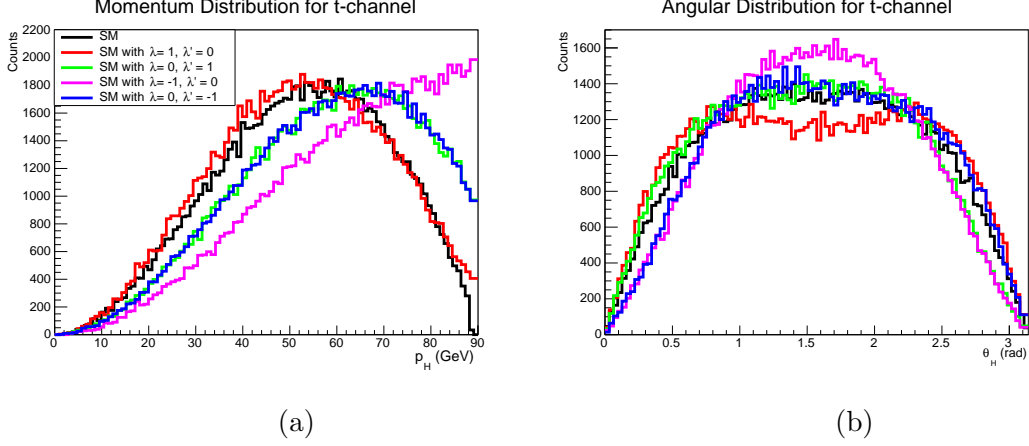 Momentum Distribution for t-channel
Counts
2200
2000
1800
1600
1400
1200
1000
800
600
400
200
0
SM
SM with λ= 1, λ' = 0
SM with λ= 0, λ' = 1
SM with λ= -1, λ' = 0
SM with λ= 0, λ' = -1
0 10 20 30 40 50 60 70 80 90
p_H (GeV)
(a)
Angular Distribution for t-channel
Counts
1600
1400
1200
1000
800
600
400
200
0
0 0.5 1 1.5 2 2.5 3
θ_H (rad)
(b)